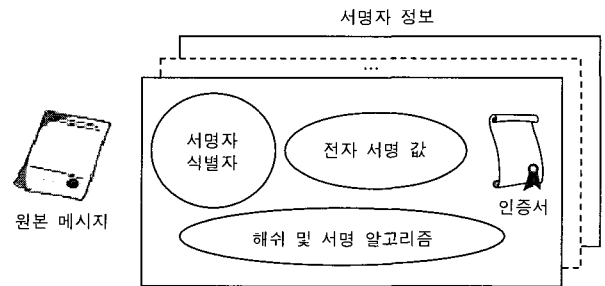 서명자 정보
...
서명자
식별자
전자 서명 값
원본 메시지
인증서
해쉬 및 서명 알고리즘